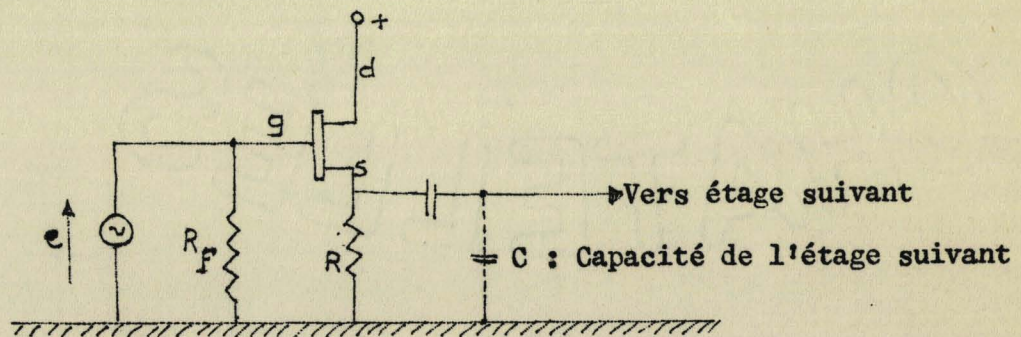 +
d
g
s
Vers étage suivant
e
~
R_f
R
C : Capacité de l'étage suivant